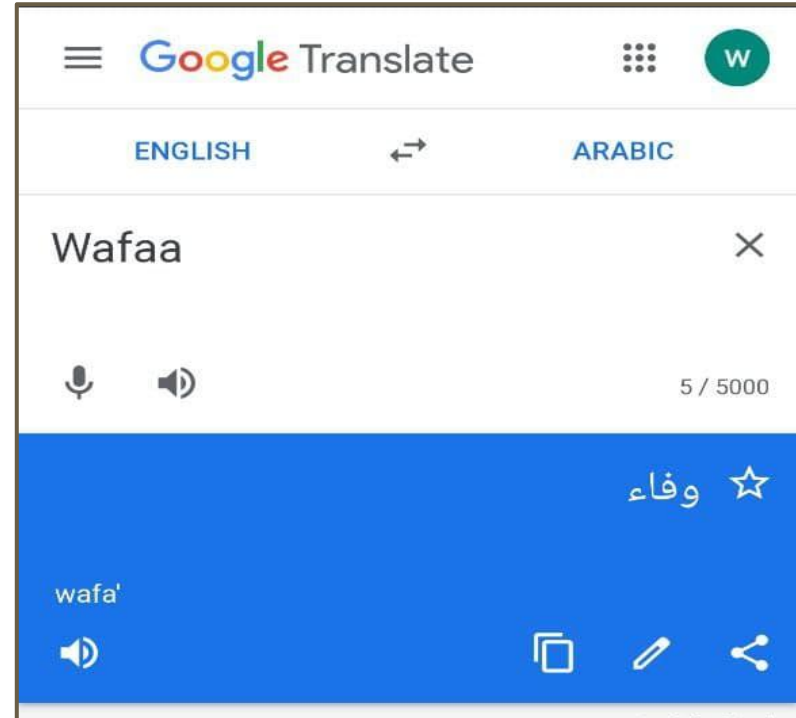 Google Translate
W
ENGLISH
ARABIC
Wafaa
5 / 5000
وفاء
wafa'